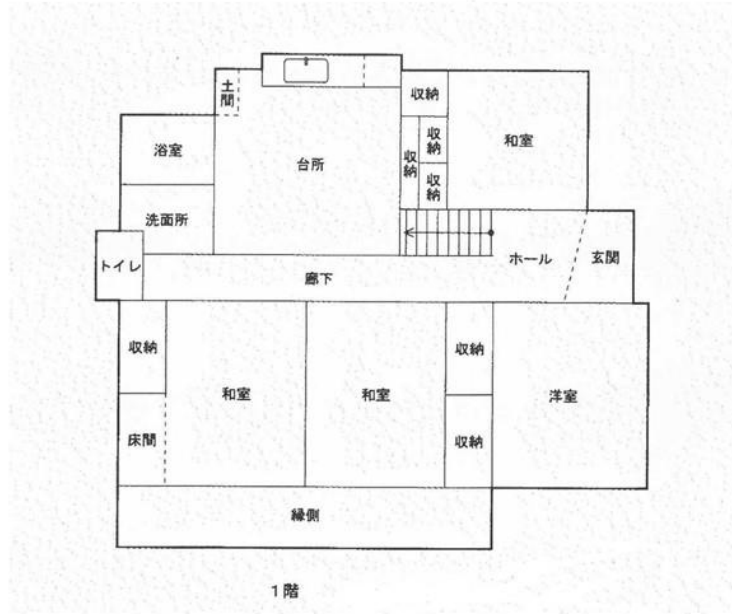 土間
収納
浴室
台所
収納
収納
収納
和室
洗面所
トイレ
廊下
ホール
玄関
収納
床間
和室
和室
収納
収納
洋室
縁側
1階